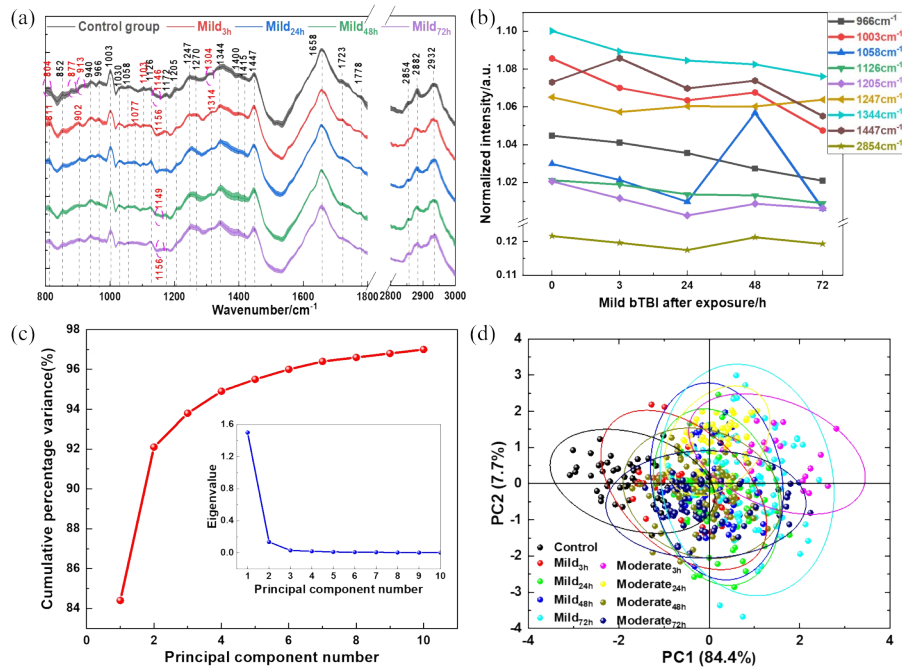 (a)
Control group Mild3h Mild24h Mild48h Mild72h
804
852
877
913
940
966
1003
1030
1058
1103
1126
1146
1172
1205
1247
1270
1304
1344
1400
1415
1447
1658
1723
1778
2854
2882
2932
811
902
1077
1156
1314
1149
1156
800 1000 1200 1400 1600 1800 2800 2900 3000
Wavenumber/cm-1
(b)
Normalized intensity/a.u.
1.10
1.08
1.06
1.04
1.02
0.12
0.11
0 3 24 48 72
Mild bTBI after exposure/h
966cm-1
1003cm-1
1058cm-1
1126cm-1
1205cm-1
1247cm-1
1344cm-1
1447cm-1
2854cm-1
(c)
Cumulative percentage variance(%)
98
96
94
92
90
88
86
84
0 2 4 6 8 10
Principal component number
Eigenvalue
1.6
1.2
0.8
0.4
0.0
1 2 3 4 5 6 7 8 9 10
Principal component number
(d)
PC2 (7.7%)
4
3
2
1
0
-1
-2
-3
-4
-4 -2 0 2 4
PC1 (84.4%)
Control
Mild3h Moderate3h
Mild24h Moderate24h
Mild48h Moderate48h
Mild72h Moderate72h